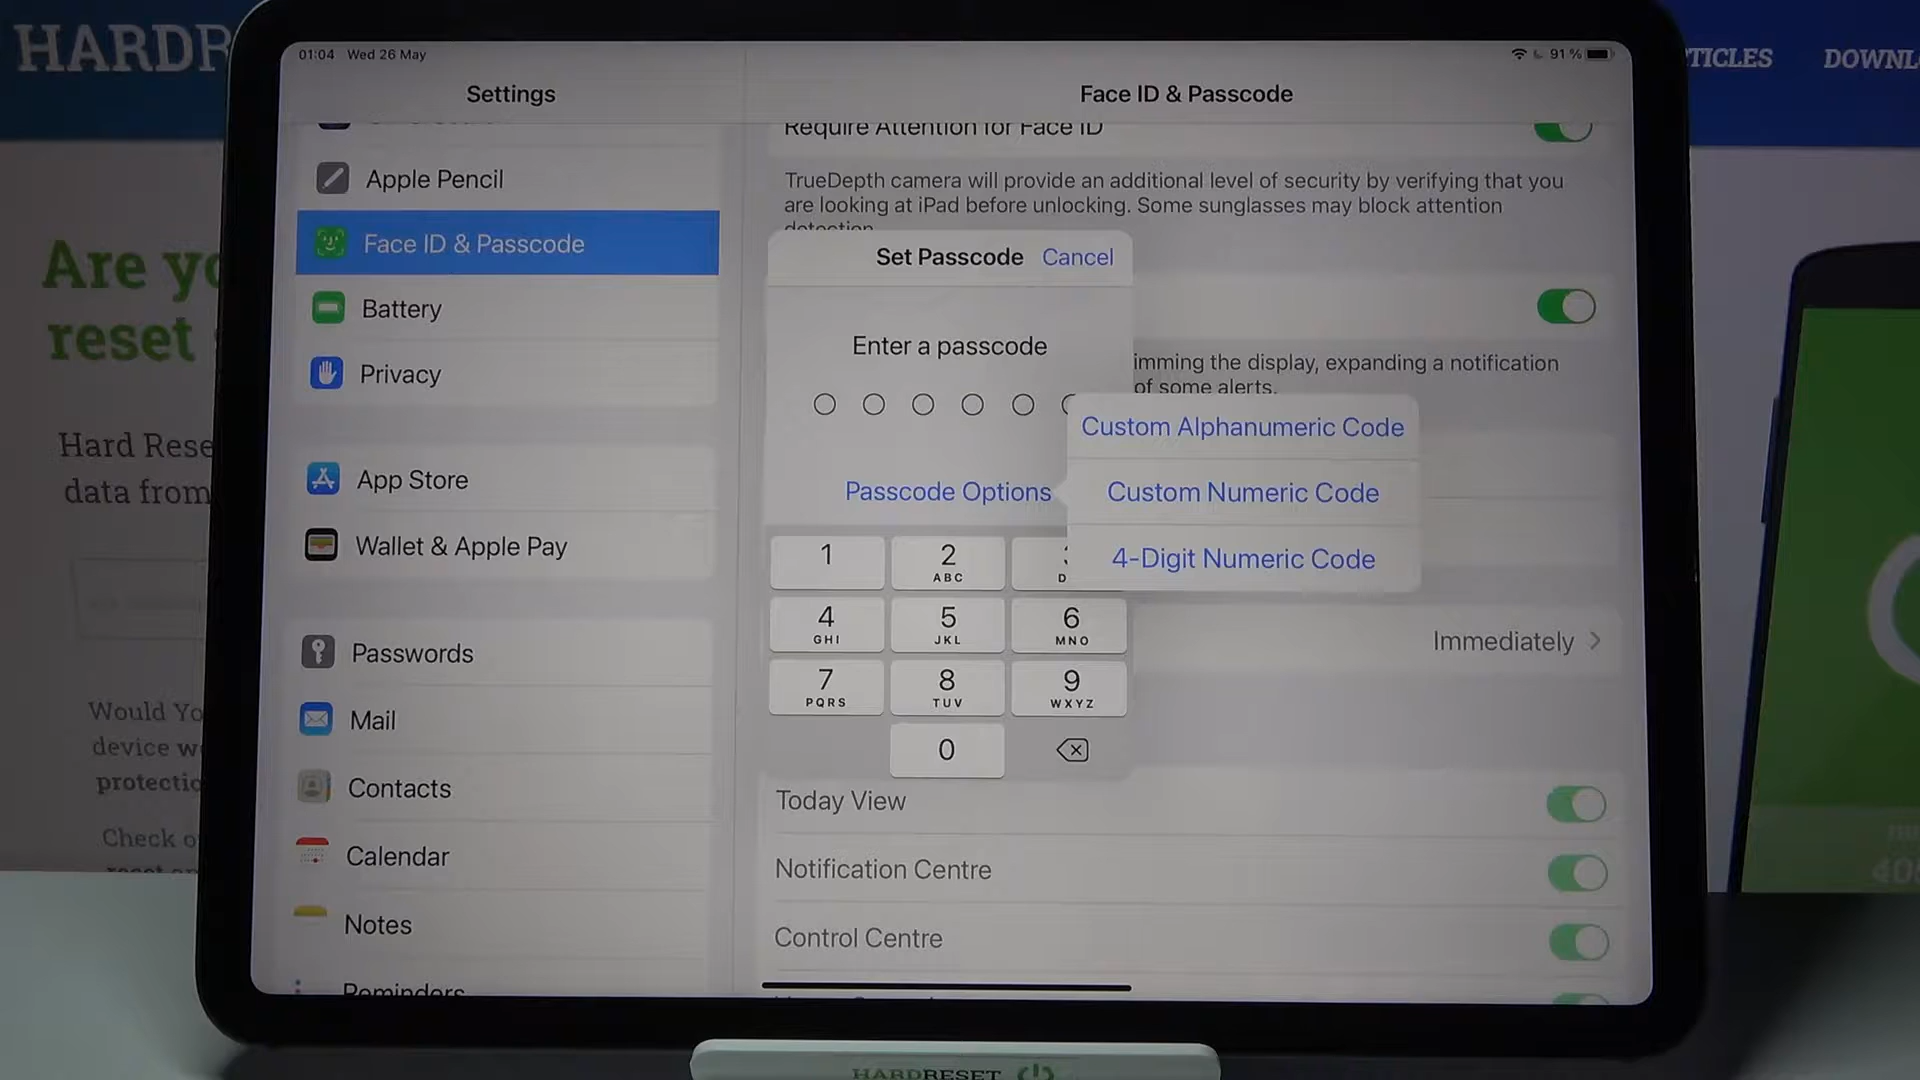 HARDR
TICLES
DOWNL
Are yo
reset
Hard Rese
data from
Would Yo
device w
protectio
Check o
01:04 Wed 26 May
91 %
Settings
Apple Pencil
Face ID & Passcode
Battery
Privacy
App Store
Wallet & Apple Pay
Passwords
Mail
Contacts
Calendar
Notes
Reminders
Face ID & Passcode
Require Attention for Face ID
TrueDepth camera will provide an additional level of security by verifying that you
are looking at iPad before unlocking. Some sunglasses may block attention
detection.
Set Passcode Cancel
Enter a passcode
imming the display, expanding a notification
of some alerts.
Passcode Options
Custom Alphanumeric Code
Custom Numeric Code
4-Digit Numeric Code
1 2 3
ABC D
4 5 6
GHI JKL MNO
7 8 9
PQRS TUV WXYZ
0
Immediately
Today View
Notification Centre
Control Centre
HARDRESET